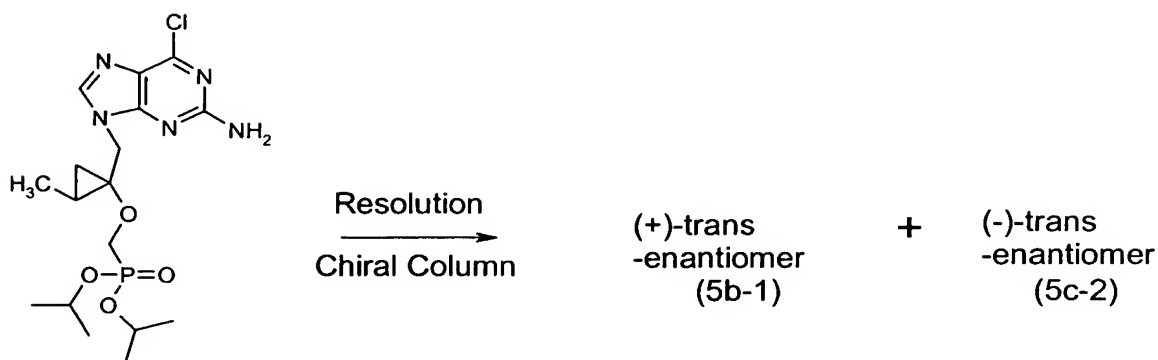 Cl
N
N
N
N
NH2
H3C
O
O
P=O
O
Resolution
Chiral Column
(+)-trans
-enantiomer
(5b-1)
+
(-)-trans
-enantiomer
(5c-2)